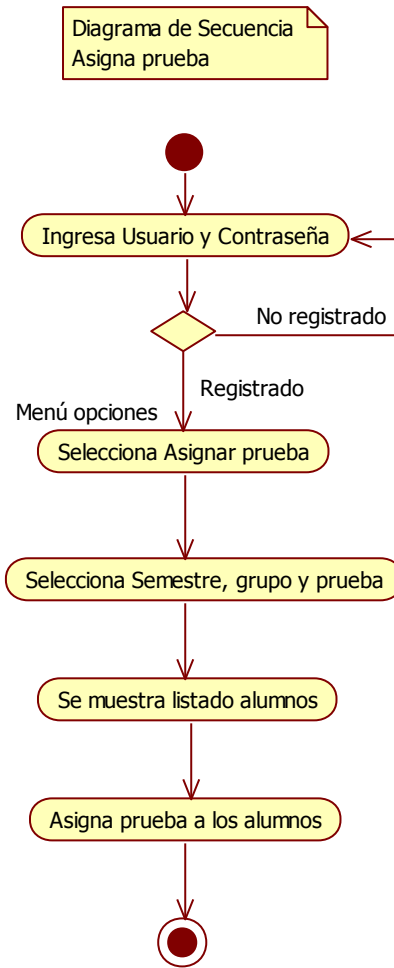 Diagrama de Secuencia
Asigna prueba
Ingresa Usuario y Contraseña
No registrado
Registrado
Menú opciones
Selecciona Asignar prueba
Selecciona Semestre, grupo y prueba
Se muestra listado alumnos
Asigna prueba a los alumnos